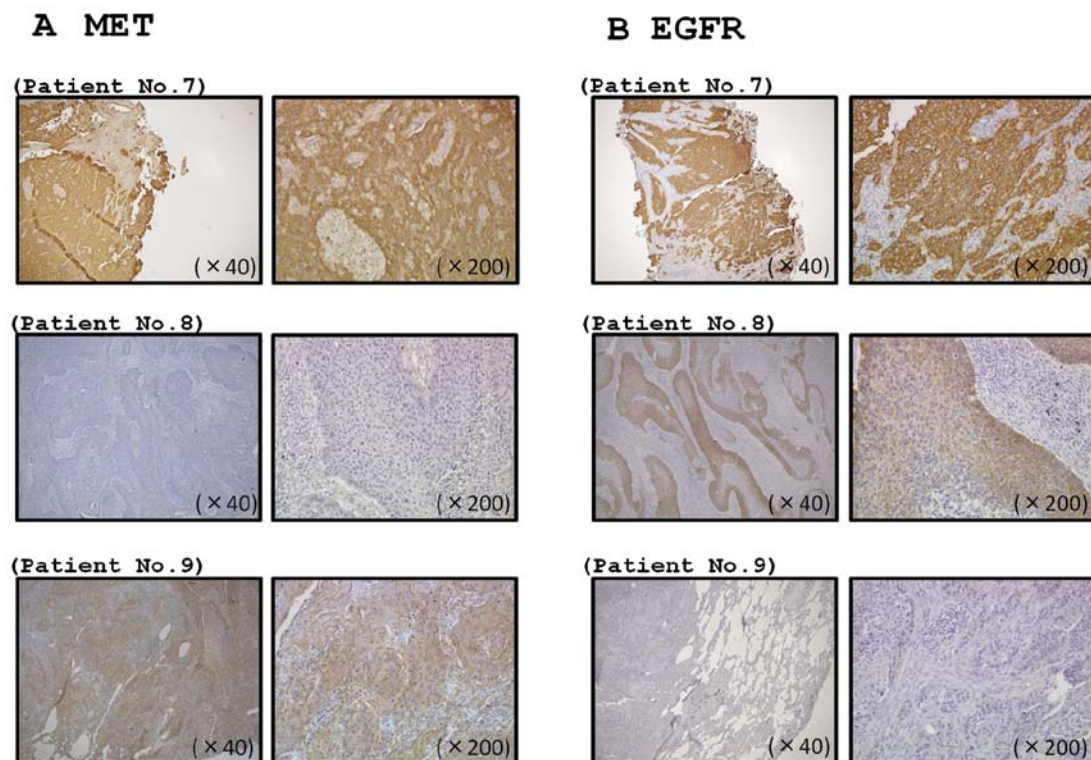 A MET
B EGFR
(Patient No.7)
(Patient No.7)
(×40)
(×200)
(×40)
(×200)
(Patient No.8)
(Patient No.8)
(×40)
(×200)
(×40)
(×200)
(Patient No.9)
(Patient No.9)
(×40)
(×200)
(×40)
(×200)